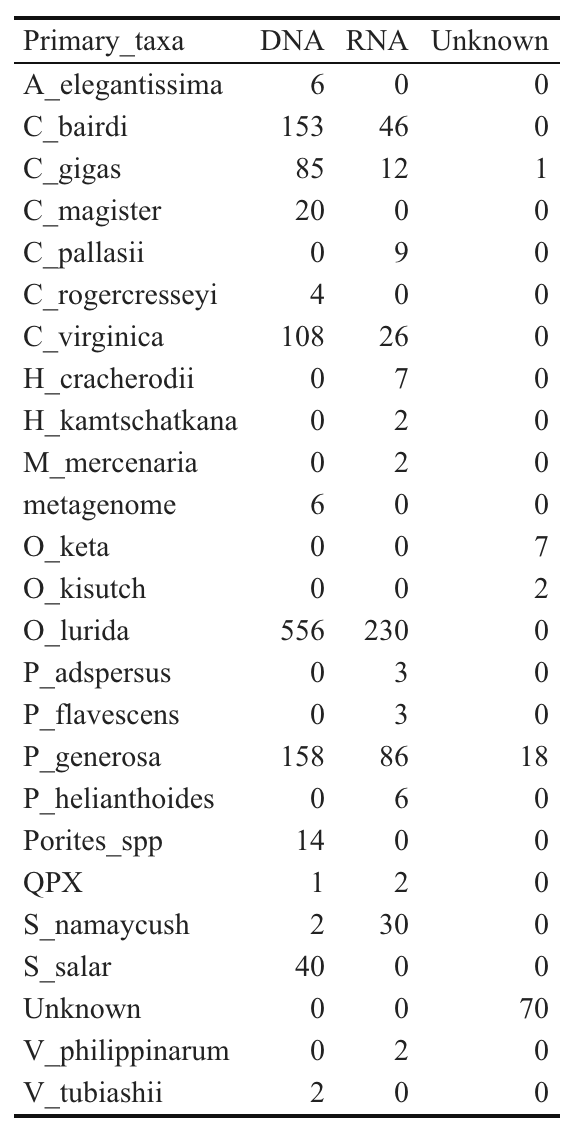 Primary_taxa DNA RNA Unknown
A_elegantissima 6 0 0
C_bairdi 153 46 0
C_gigas 85 12 1
C_magister 20 0 0
C_pallasii 0 9 0
C_rogercresseyi 4 0 0
C_virginica 108 26 0
H_cracherodii 0 7 0
H_kamtschatkana 0 2 0
M_mercenaria 0 2 0
metagenome 6 0 0
O_keta 0 0 7
O_kisutch 0 0 2
O_lurida 556 230 0
P_adspersus 0 3 0
P_flavescens 0 3 0
P_generosa 158 86 18
P_helianthoides 0 6 0
Porites_spp 14 0 0
QPX 1 2 0
S_namaycush 2 30 0
S_salar 40 0 0
Unknown 0 0 70
V_philippinarum 0 2 0
V_tubiashii 2 0 0